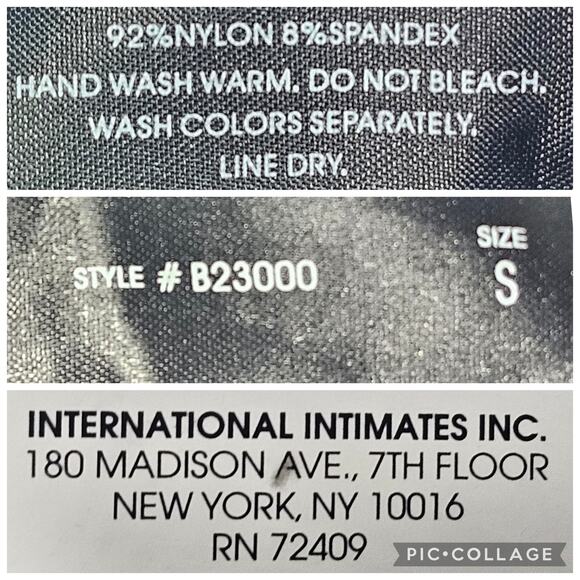 92%NYLON 8%SPANDEX
HAND WASH WARM. DO NOT BLEACH.
WASH COLORS SEPARATELY.
LINE DRY.
STYLE # B23000
SIZE
S
INTERNATIONAL INTIMATES INC.
180 MADISON AVE., 7TH FLOOR
NEW YORK, NY 10016
RN 72409
PIC•COLLAGE